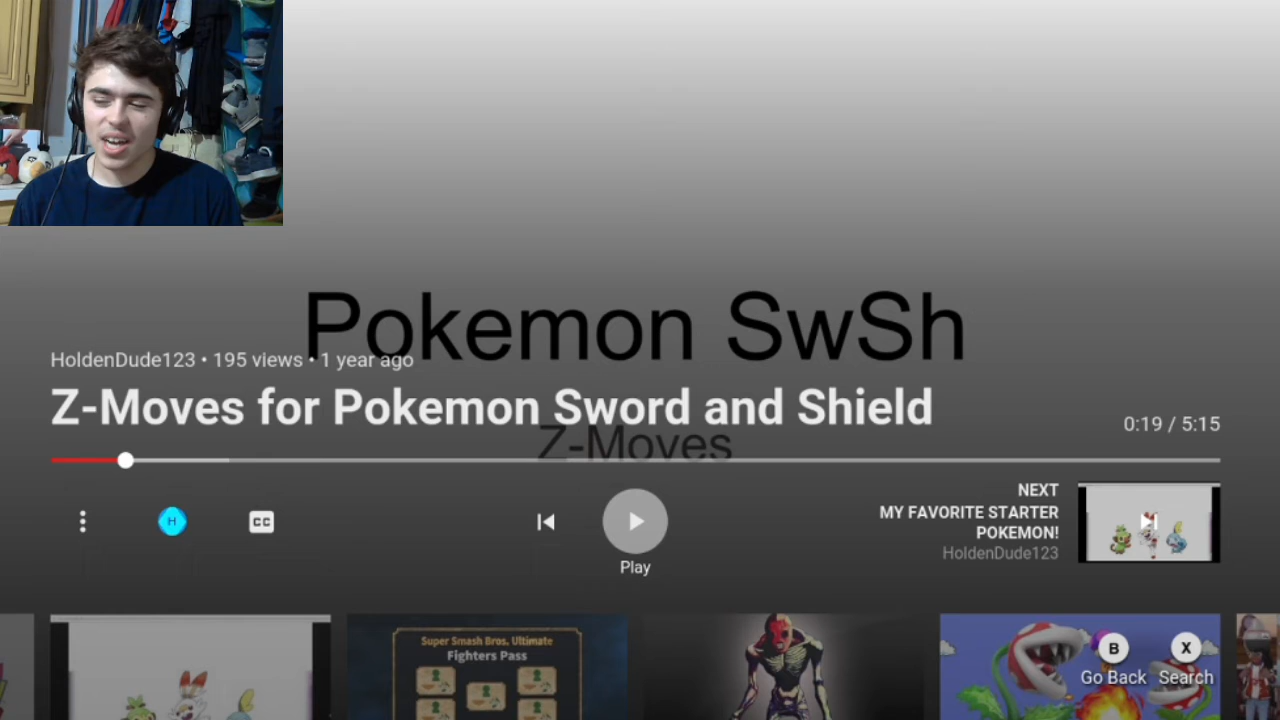 Pokemon SwSh
HoldenDude123 • 195 views • 1 year ago
Z-Moves for Pokemon Sword and Shield
0:19 / 5:15
Z-Moves
NEXT
MY FAVORITE STARTER
POKEMON!
HoldenDude123
H
CC
Play
Super Smash Bros. Ultimate
Fighters Pass
B
X
Go Back
Search